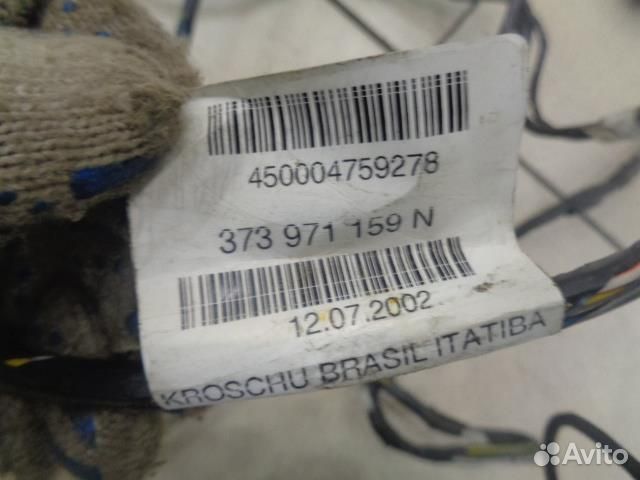 450004759278
373 971 159 N
12.07.2002
KROSCHU BRASIL ITATIBA
Avito